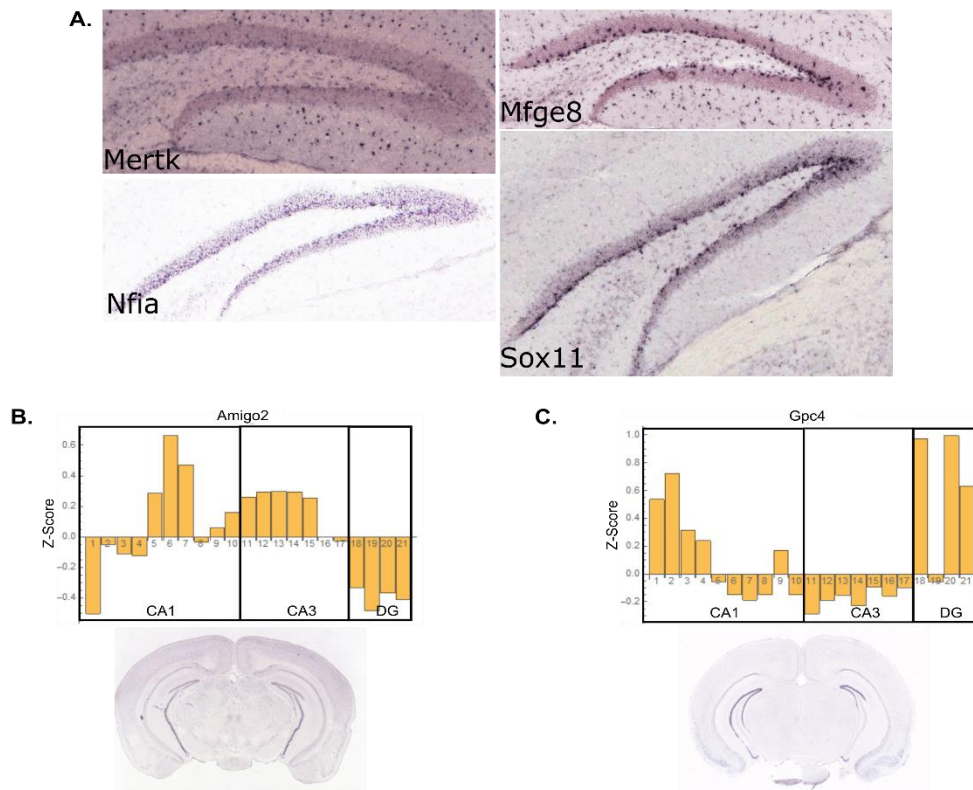 A.
Mertk
Mfge8
Nfia
Sox11
B.
Amigo2
Z-Score
0.6
0.4
0.2
0.0
-0.2
-0.4
1 2 3 4 5 6 7 8 9 10 11 12 13 14 15 16 17 18 19 20 21
CA1 CA3 DG
C.
Gpc4
Z-Score
1.0
0.8
0.6
0.4
0.2
0.0
-0.2
1 2 3 4 5 6 7 8 9 10 11 12 13 14 15 16 17 18 19 20 21
CA1 CA3 DG